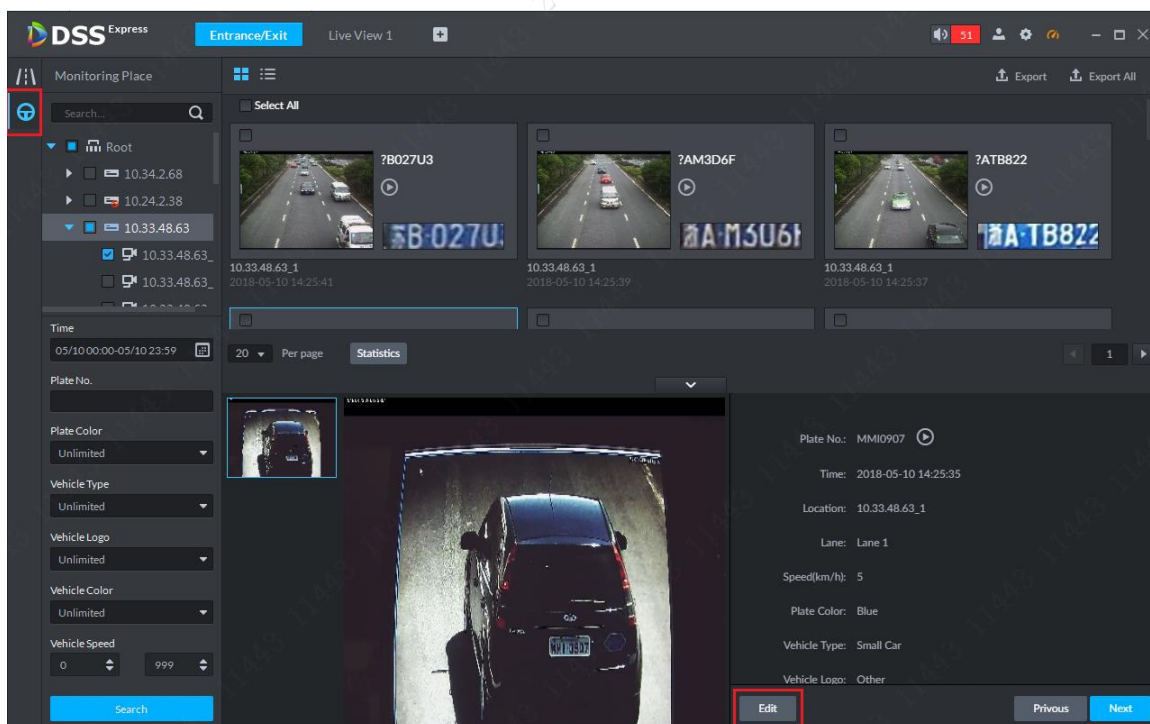 DSS Express
Entrance/Exit
Live View 1
51
Monitoring Place
Export
Export All
Search...
Select All
Root
10.34.2.68
10.24.2.38
10.33.48.63
10.33.48.63_
10.33.48.63_
?B027U3
B·027U
10.33.48.63_1
2018-05-10 14:25:41
?AM3D6F
A·M3U6
10.33.48.63_1
2018-05-10 14:25:39
?ATB822
浙A·TB822
10.33.48.63_1
2018-05-10 14:25:37
Time
05/10 00:00-05/10 23:59
20
Per page
Statistics
1
Plate No.
Plate Color
Unlimited
Vehicle Type
Unlimited
Vehicle Logo
Unlimited
Vehicle Color
Unlimited
Vehicle Speed
0
999
Search
Plate No.: MMI0907
Time: 2018-05-10 14:25:35
Location: 10.33.48.63_1
Lane: Lane 1
Speed(km/h): 5
Plate Color: Blue
Vehicle Type: Small Car
Vehicle Logo: Other
Edit
Privous
Next